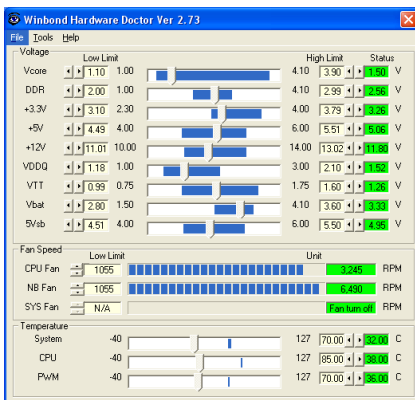 Winbond Hardware Doctor Ver 2.73
File Tools Help
Voltage
Low Limit High Limit Status
Vcore 1.10 1.00 4.10 3.90 1.50 V
DDR 2.00 1.00 4.10 2.99 2.56 V
+3.3V 3.10 2.30 4.00 3.79 3.26 V
+5V 4.49 4.00 6.00 5.51 5.06 V
+12V 11.01 10.00 14.00 13.02 11.80 V
VDDQ 1.18 1.00 3.00 2.10 1.52 V
VTT 0.99 0.75 1.75 1.60 1.26 V
Vbat 2.80 1.50 4.10 3.60 3.33 V
5Vsb 4.51 4.00 6.00 5.50 4.95 V
Fan Speed
Low Limit Unit
CPU Fan 1055 3,245 RPM
NB Fan 1055 6,490 RPM
SYS Fan N/A Fan turn off RPM
Temperature
System -40 127 70.00 32.00 C
CPU -40 127 85.00 38.00 C
PWM -40 127 70.00 36.00 C